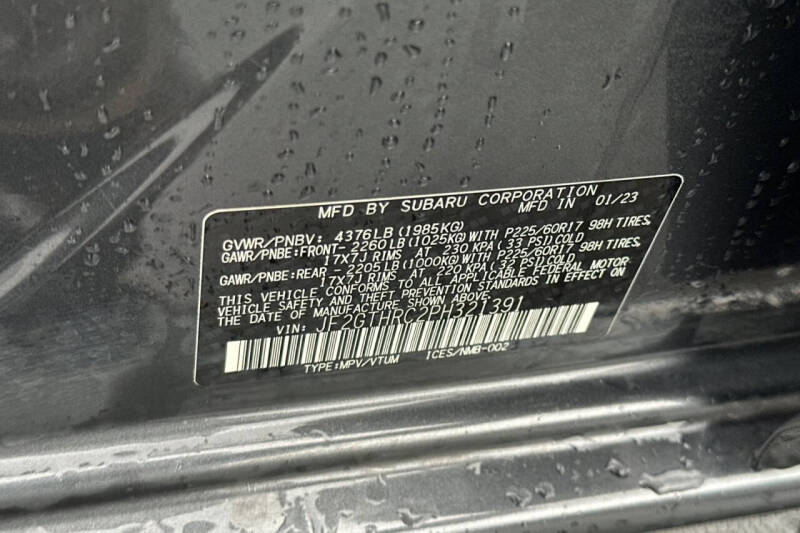 MFD BY SUBARU CORPORATION
MFD IN 01/23
GVWR/PNBV: 4376LB(1985KG)
GAWR/PNBE:FRONT- 2260LB(1025KG)WITH P225/60R17 98H TIRES,
17x7J RIMS AT 230 KPA(33 PSI)COLD
GAWR/PNBE:REAR - 2205LB(1000KG)WITH P225/60R17 98H TIRES,
17x7J RIMS AT 220 KPA(32 PSI)COLD
THIS VEHICLE CONFORMS TO ALL APPLICABLE FEDERAL MOTOR
VEHICLE SAFETY AND THEFT PREVENTION STANDARDS IN EFFECT ON
THE DATE OF MANUFACTURE SHOWN ABOVE.
VIN: JF2GTHRC2PH321391
TYPE:MPV/VTUM ICES/NMB-002